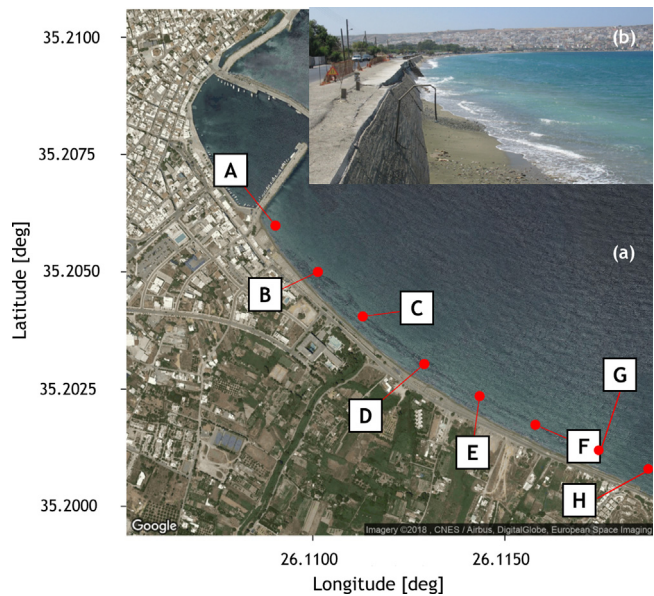 35.2100
35.2075
35.2050
35.2025
35.2000
Latitude [deg]
(b)
(a)
A
B
C
D
E
F
G
H
Google
Imagery ©2018 , CNES / Airbus, DigitalGlobe, European Space Imaging
26.1100
26.1150
Longitude [deg]